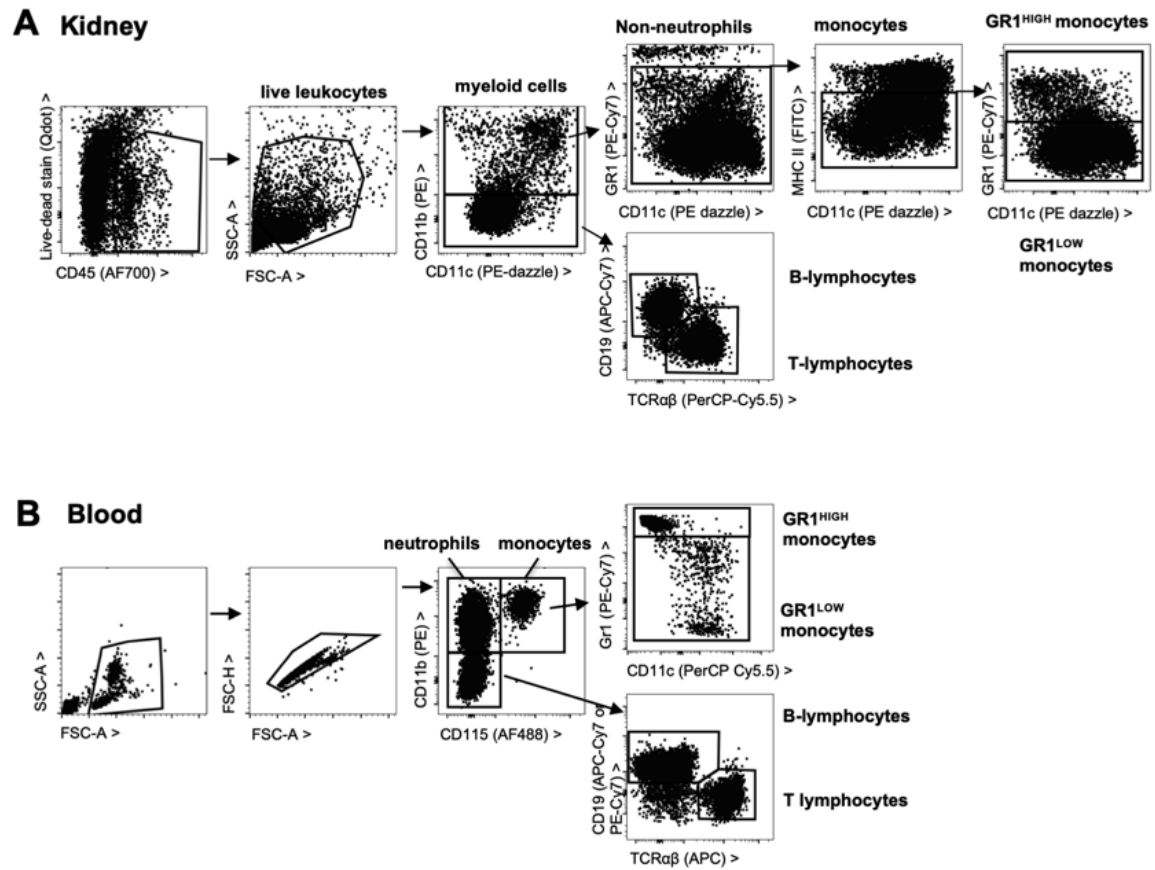 A Kidney
Live-dead stain (Qdot) >
CD45 (AF700) >
live leukocytes
SSC-A >
FSC-A >
myeloid cells
CD11b (PE) >
CD11c (PE-dazzle) >
Non-neutrophils
GR1 (PE-Cy7) >
CD11c (PE dazzle) >
monocytes
MHC II (FITC) >
CD11c (PE dazzle) >
GR1HIGH monocytes
GR1 (PE-Cy7) >
CD11c (PE dazzle) >
GR1LOW
monocytes
CD19 (APC-Cy7) >
TCRαβ (PerCP-Cy5.5) >
B-lymphocytes
T-lymphocytes
B Blood
SSC-A >
FSC-A >
FSC-H >
FSC-A >
neutrophils
monocytes
CD11b (PE) >
CD115 (AF488) >
Gr1 (PE-Cy7) >
CD11c (PerCP Cy5.5) >
GR1HIGH
monocytes
GR1LOW
monocytes
CD19 (APC-Cy7 or
PE-Cy7) >
TCRαβ (APC) >
B-lymphocytes
T lymphocytes